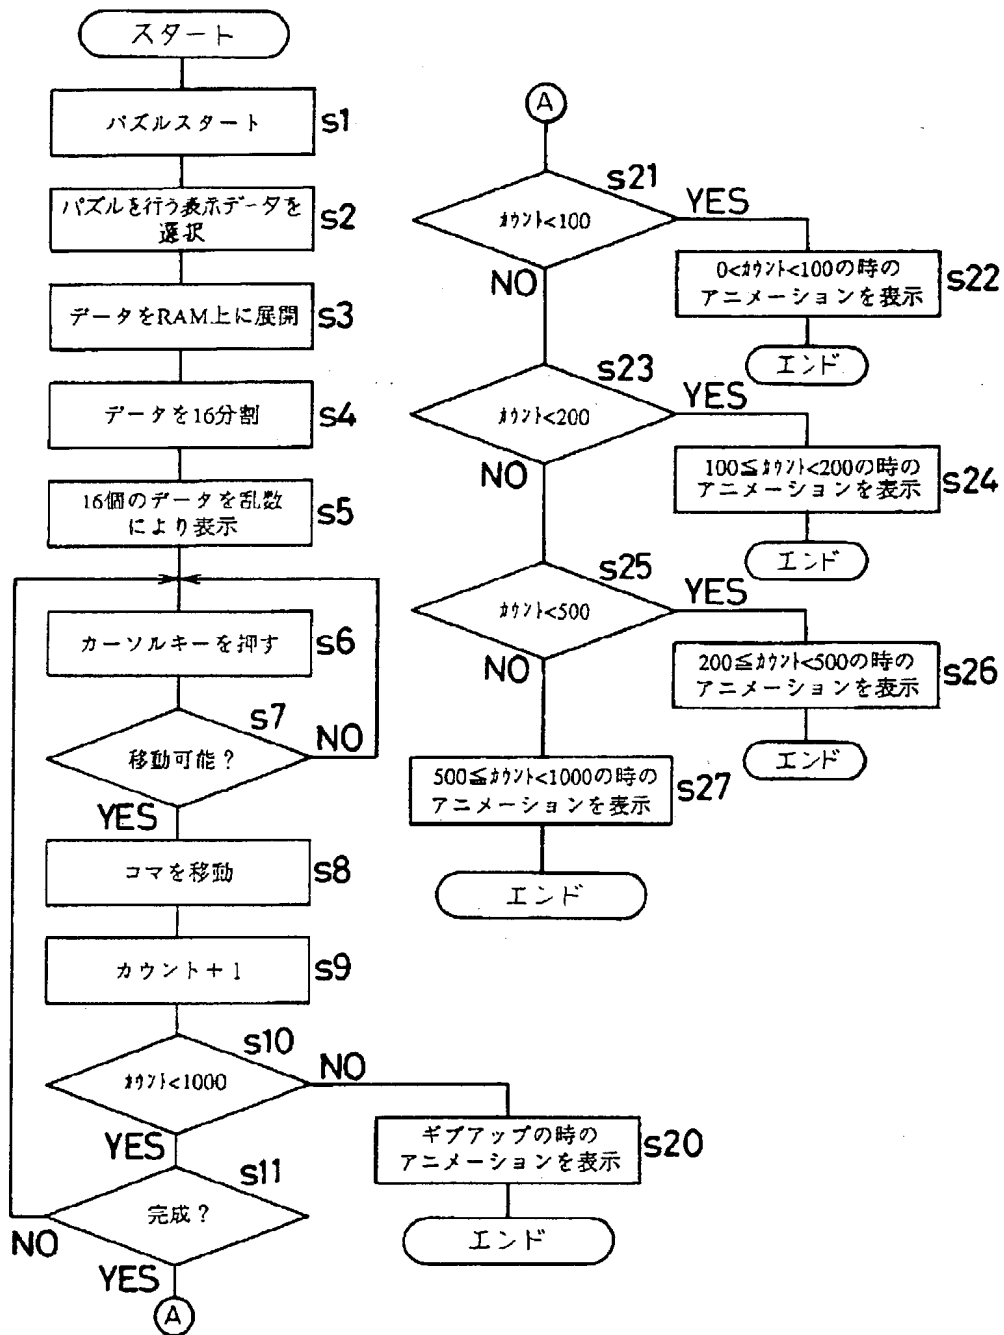 スタート
パズルスタート
s1
パズルを行う表示データを
選択
s2
データをRAM上に展開
s3
データを16分割
s4
16個のデータを乱数
により表示
s5
カーソルキーを押す
s6
s7
移動可能?
NO
YES
コマを移動
s8
カウント+1
s9
s10
カウント<1000
NO
YES
ギブアップの時の
アニメーションを表示
s20
エンド
s11
完成?
NO
YES
A
A
s21
カウント<100
YES
NO
0<カウント<100の時の
アニメーションを表示
s22
エンド
s23
カウント<200
YES
NO
100≦カウント<200の時の
アニメーションを表示
s24
エンド
s25
カウント<500
YES
NO
200≦カウント<500の時の
アニメーションを表示
s26
エンド
500≦カウント<1000の時の
アニメーションを表示
s27
エンド